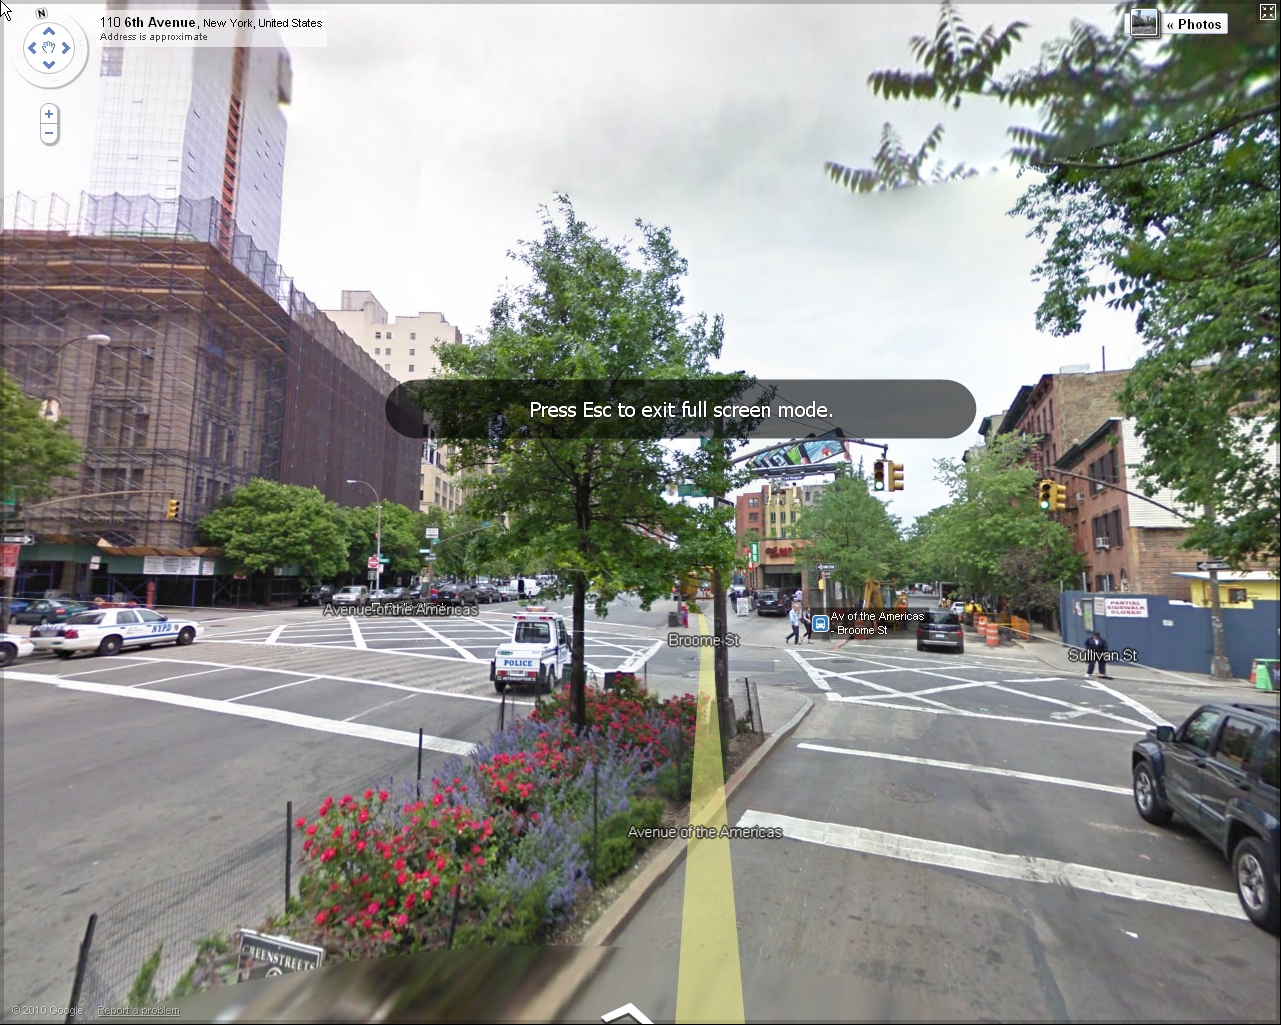 N
110 6th Avenue, New York, United States
Address is approximate
« Photos
Press Esc to exit full screen mode.
Avenue of the Americas
Broome St
Av of the Americas
- Broome St
Sullivan St
PARTIAL
SIDEWALK
CLOSED
NYPD
POLICE
Avenue of the Americas
GREENSTREETS
© 2010 Google
Report a problem